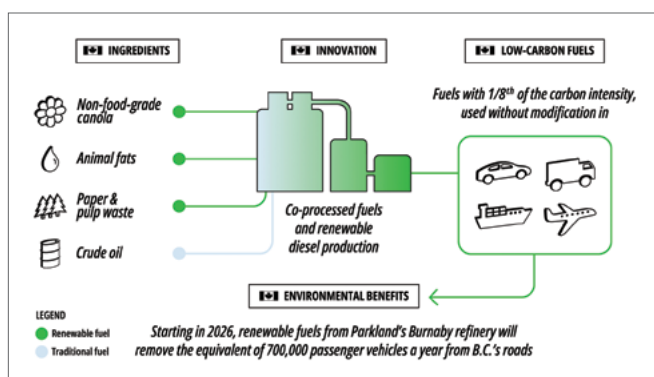 INGREDIENTS
INNOVATION
LOW-CARBON FUELS
Non-food-grade
canola
Animal fats
Paper &
pulp waste
Crude oil
Co-processed fuels
and renewable
diesel production
Fuels with 1/8th of the carbon intensity,
used without modification in
ENVIRONMENTAL BENEFITS
LEGEND
Renewable fuel
Traditional fuel
Starting in 2026, renewable fuels from Parkland's Burnaby refinery will
remove the equivalent of 700,000 passenger vehicles a year from B.C.'s roads